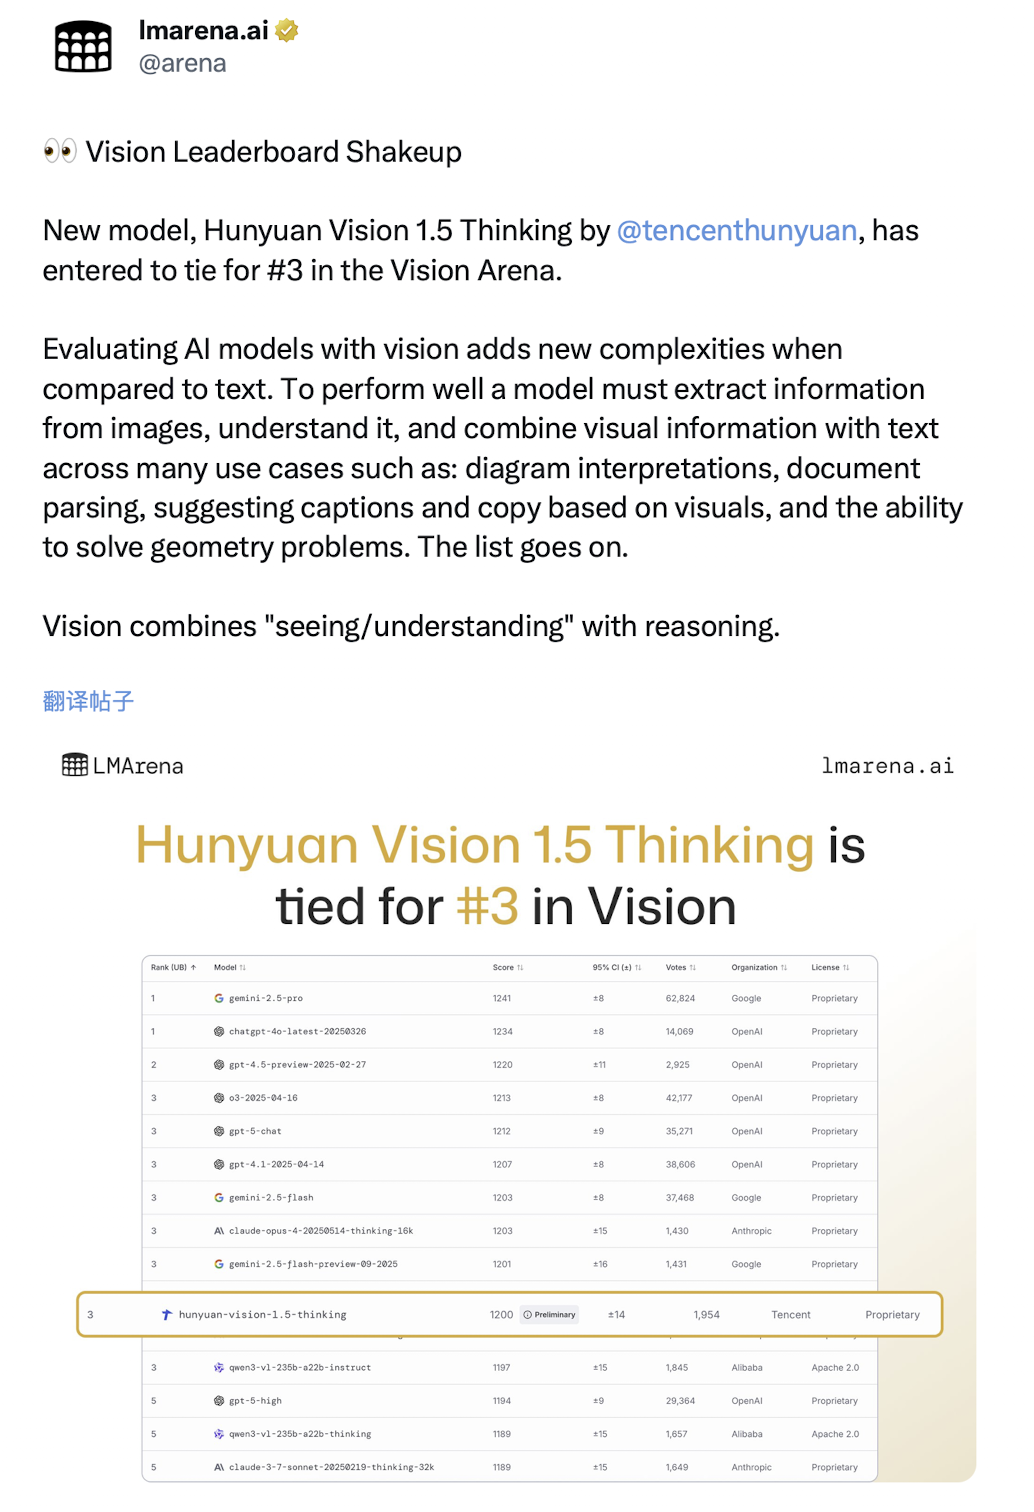 lmarena.ai
@arena
👀 Vision Leaderboard Shakeup
New model, Hunyuan Vision 1.5 Thinking by @tencenthunyuan, has
entered to tie for #3 in the Vision Arena.
Evaluating AI models with vision adds new complexities when
compared to text. To perform well a model must extract information
from images, understand it, and combine visual information with text
across many use cases such as: diagram interpretations, document
parsing, suggesting captions and copy based on visuals, and the ability
to solve geometry problems. The list goes on.
Vision combines "seeing/understanding" with reasoning.
翻译帖子
LMArena lmarena.ai
Hunyuan Vision 1.5 Thinking is
tied for #3 in Vision
Rank (UB) ↑ Model ↑↓ Score ↑↓ 95% CI (±) ↑↓ Votes ↑↓ Organization ↑↓ License ↑↓
1 gemini-2.5-pro 1241 ±8 62,824 Google Proprietary
1 chatgpt-4o-latest-20250326 1234 ±8 14,069 OpenAI Proprietary
2 gpt-4.5-preview-2025-02-27 1220 ±11 2,925 OpenAI Proprietary
3 o3-2025-04-16 1213 ±8 42,177 OpenAI Proprietary
3 gpt-5-chat 1212 ±9 35,271 OpenAI Proprietary
3 gpt-4.1-2025-04-14 1207 ±8 38,606 OpenAI Proprietary
3 gemini-2.5-flash 1203 ±8 37,468 Google Proprietary
3 claude-opus-4-20250514-thinking-16k 1203 ±15 1,430 Anthropic Proprietary
3 gemini-2.5-flash-preview-09-2025 1201 ±16 1,431 Google Proprietary
3 hunyuan-vision-1.5-thinking 1200 Preliminary ±14 1,954 Tencent Proprietary
3 qwen3-vl-235b-a22b-instruct 1197 ±15 1,845 Alibaba Apache 2.0
5 gpt-5-high 1194 ±9 29,364 OpenAI Proprietary
5 qwen3-vl-235b-a22b-thinking 1189 ±15 1,657 Alibaba Apache 2.0
5 claude-3-7-sonnet-20250219-thinking-32k 1189 ±15 1,649 Anthropic Proprietary